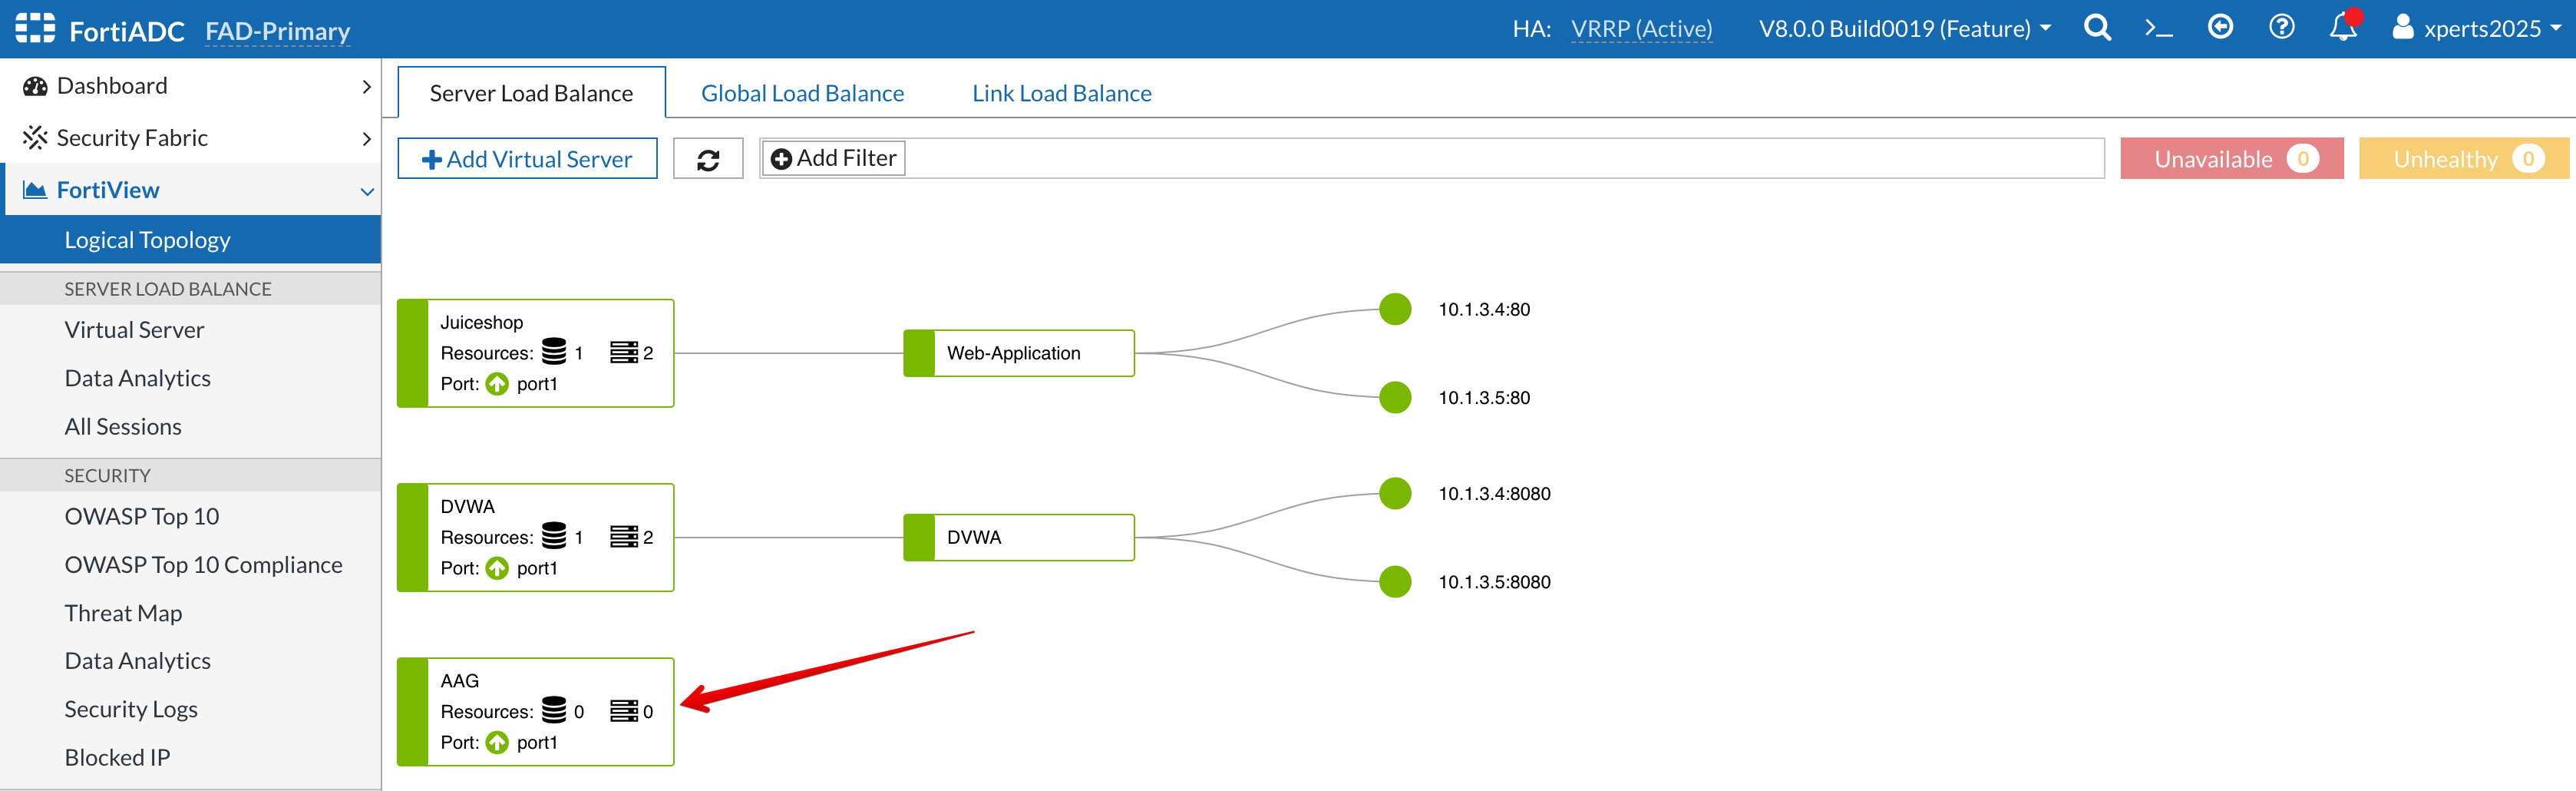 FortiADC FAD-Primary HA: VRRP (Active) V8.0.0 Build0019 (Feature) xperts2025
Dashboard
Security Fabric
FortiView
Logical Topology
SERVER LOAD BALANCE
Virtual Server
Data Analytics
All Sessions
SECURITY
OWASP Top 10
OWASP Top 10 Compliance
Threat Map
Data Analytics
Security Logs
Blocked IP
Server Load Balance Global Load Balance Link Load Balance
Add Virtual Server Add Filter Unavailable 0 Unhealthy 0
Juiceshop
Resources: 1 2
Port: port1
Web-Application
10.1.3.4:80
10.1.3.5:80
DVWA
Resources: 1 2
Port: port1
DVWA
10.1.3.4:8080
10.1.3.5:8080
AAG
Resources: 0 0
Port: port1